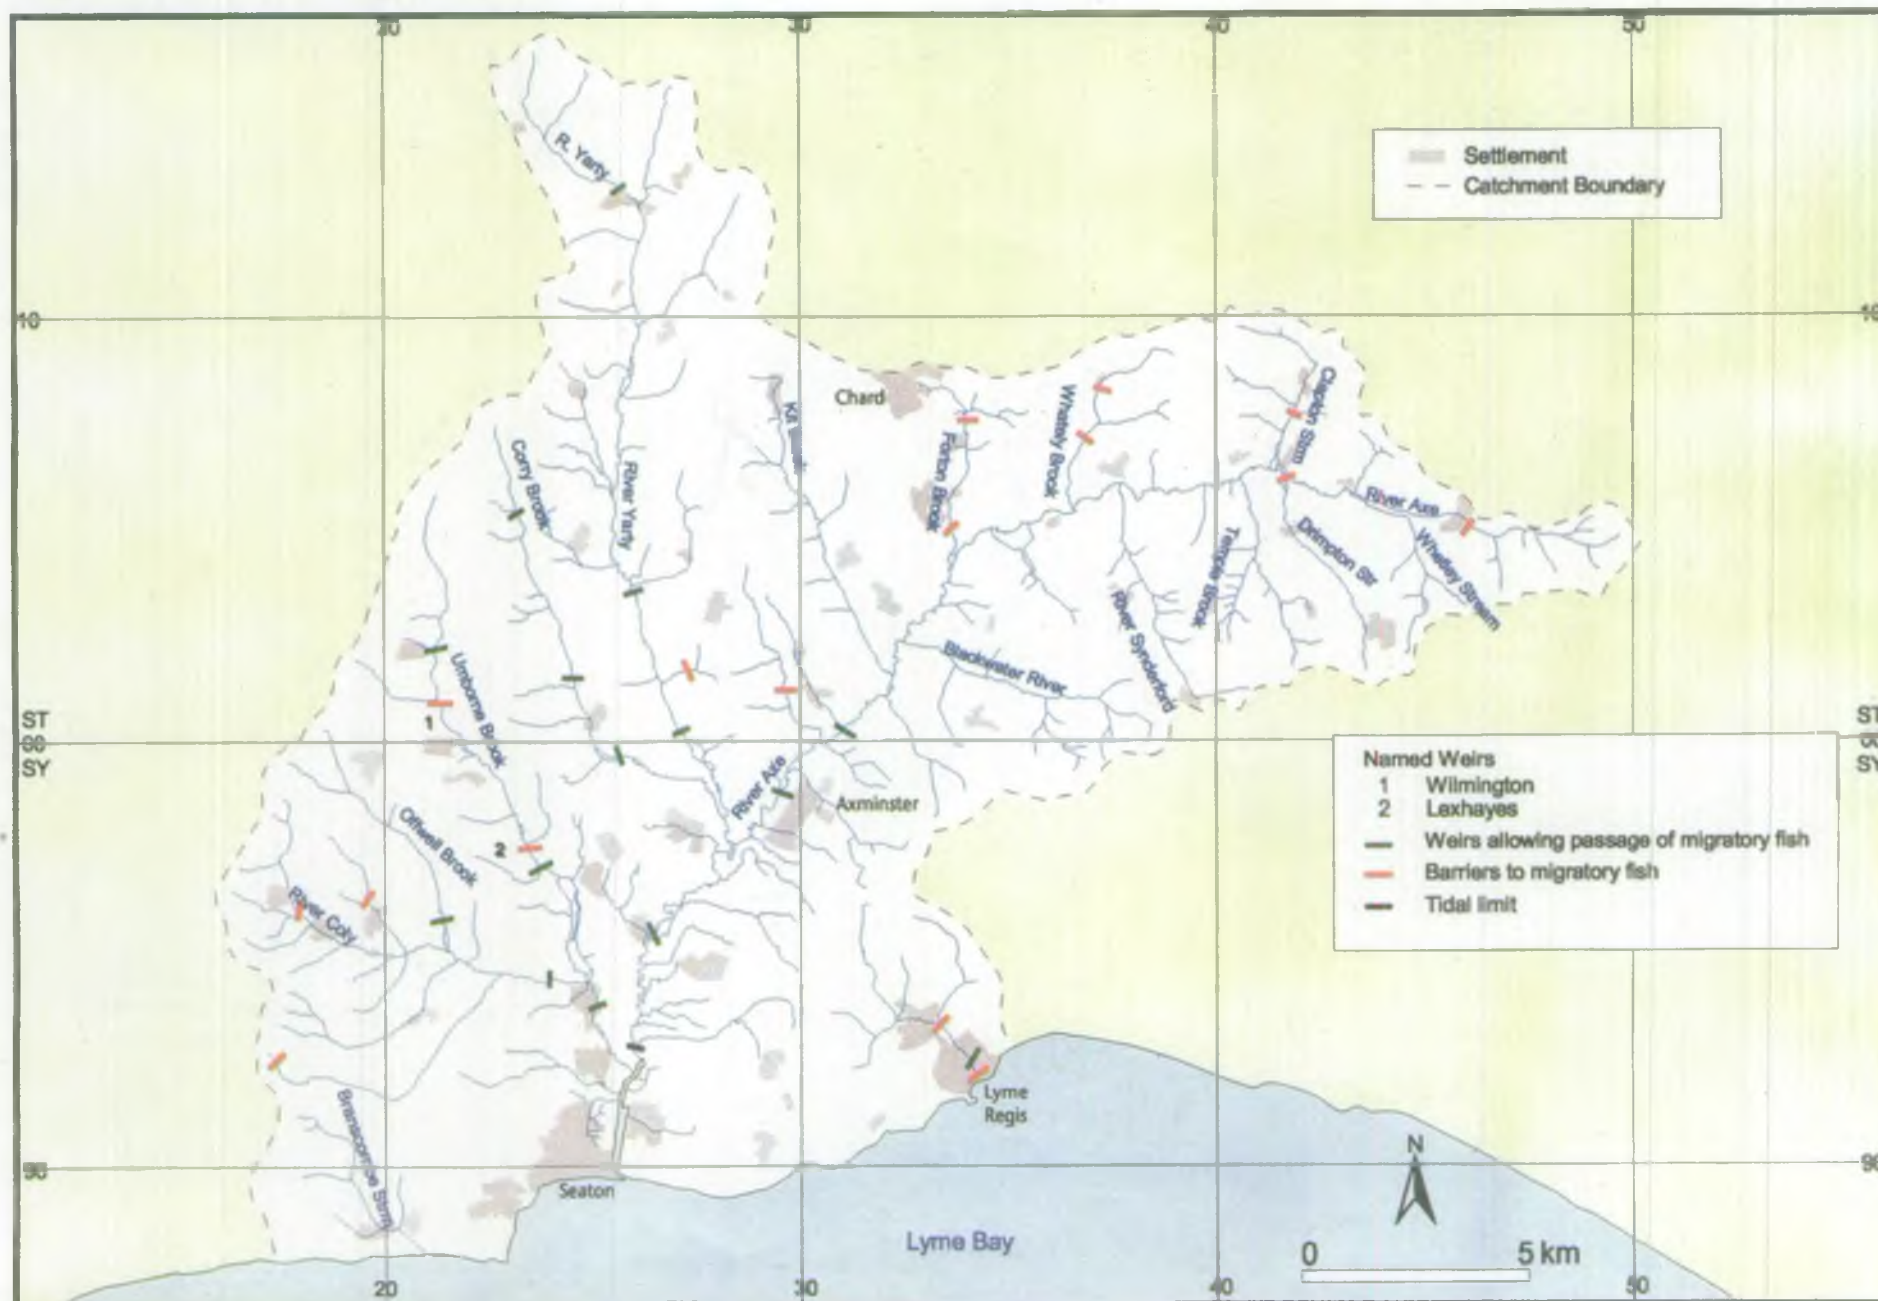 20
30
40
50
R. Yarty
Settlement
Catchment Boundary
10
10
Chard
Kit
Whately Brook
Clapton Strm
Corry Brook
River Yarty
Forton Brook
River Axe
Whetley Stream
Drimpton Str
Temple Brook
River Synderford
Blackwater River
Umborne Brook
1
ST
00
SY
ST
SY
River Axe
Axminster
Offwell Brook
2
River Coly
Named Weirs
1 Wilmington
2 Lexhayes
Weirs allowing passage of migratory fish
Barriers to migratory fish
Tidal limit
Lyme
Regis
Branscombe Strm
90
90
Seaton
Lyme Bay
N
0 5 km
20
30
40
50